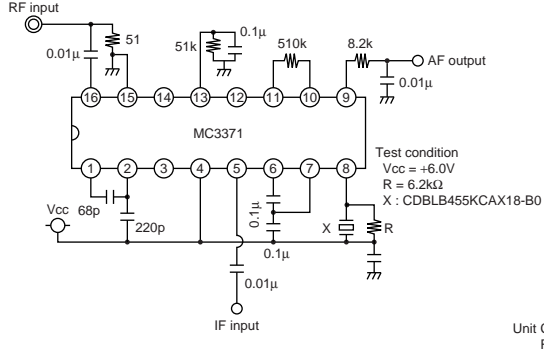 RF input
0.01μ
51
51k
0.1μ
510k
8.2k
AF output
0.01μ
16 15 14 13 12 11 10 9
MC3371
1 2 3 4 5 6 7 8
Test condition
Vcc = +6.0V
R = 6.2kΩ
X : CDBLB455KCAX18-B0
Vcc
68p
220p
0.1μ
0.1μ
X
R
0.01μ
IF input
Unit C